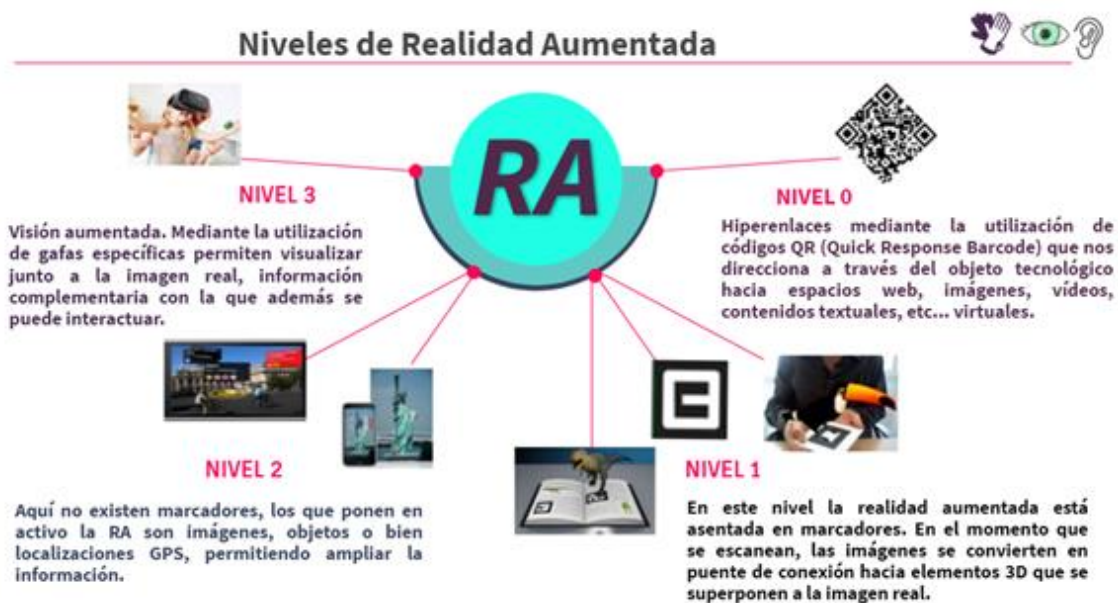 Niveles de Realidad Aumentada
RA
NIVEL 3
Visión aumentada. Mediante la utilización
de gafas específicas permiten visualizar
junto a la imagen real, información
complementaria con la que además se
puede interactuar.
NIVEL 0
Hiperenlaces mediante la utilización de
códigos QR (Quick Response Barcode) que nos
direcciona a través del objeto tecnológico
hacia espacios web, imágenes, vídeos,
contenidos textuales, etc... virtuales.
NIVEL 2
Aquí no existen marcadores, los que ponen en
activo la RA son imágenes, objetos o bien
localizaciones GPS, permitiendo ampliar la
información.
NIVEL 1
En este nivel la realidad aumentada está
asentada en marcadores. En el momento que
se escanean, las imágenes se convierten en
puente de conexión hacia elementos 3D que se
superponen a la imagen real.